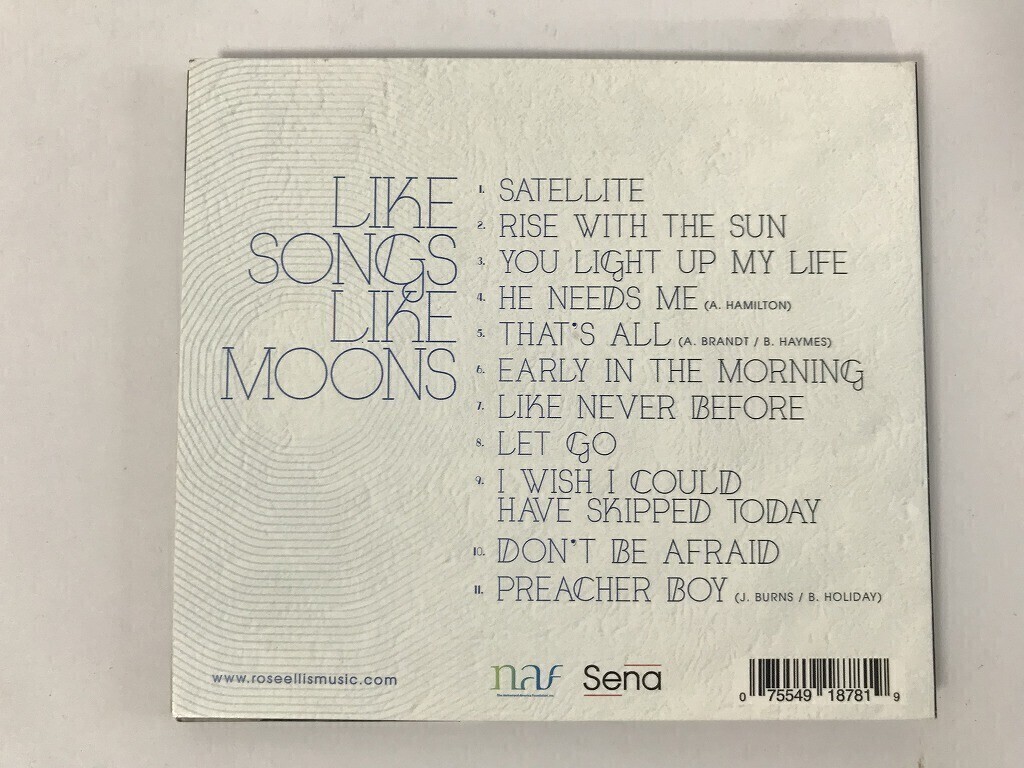 LIKE
SONGS
LIKE
MOONS
1. SATELLITE
2. RISE WITH THE SUN
3. YOU LIGHT UP MY LIFE
4. HE NEEDS ME (A. HAMILTON)
5. THAT'S ALL (A. BRANDT / B. HAYMES)
6. EARLY IN THE MORNING
7. LIKE NEVER BEFORE
8. LET GO
9. I WISH I COULD
HAVE SKIPPED TODAY
10. DON'T BE AFRAID
11. PREACHER BOY (J. BURNS / B. HOLIDAY)
www.roseellismusic.com
naf
Sena
0 75549 18781 9